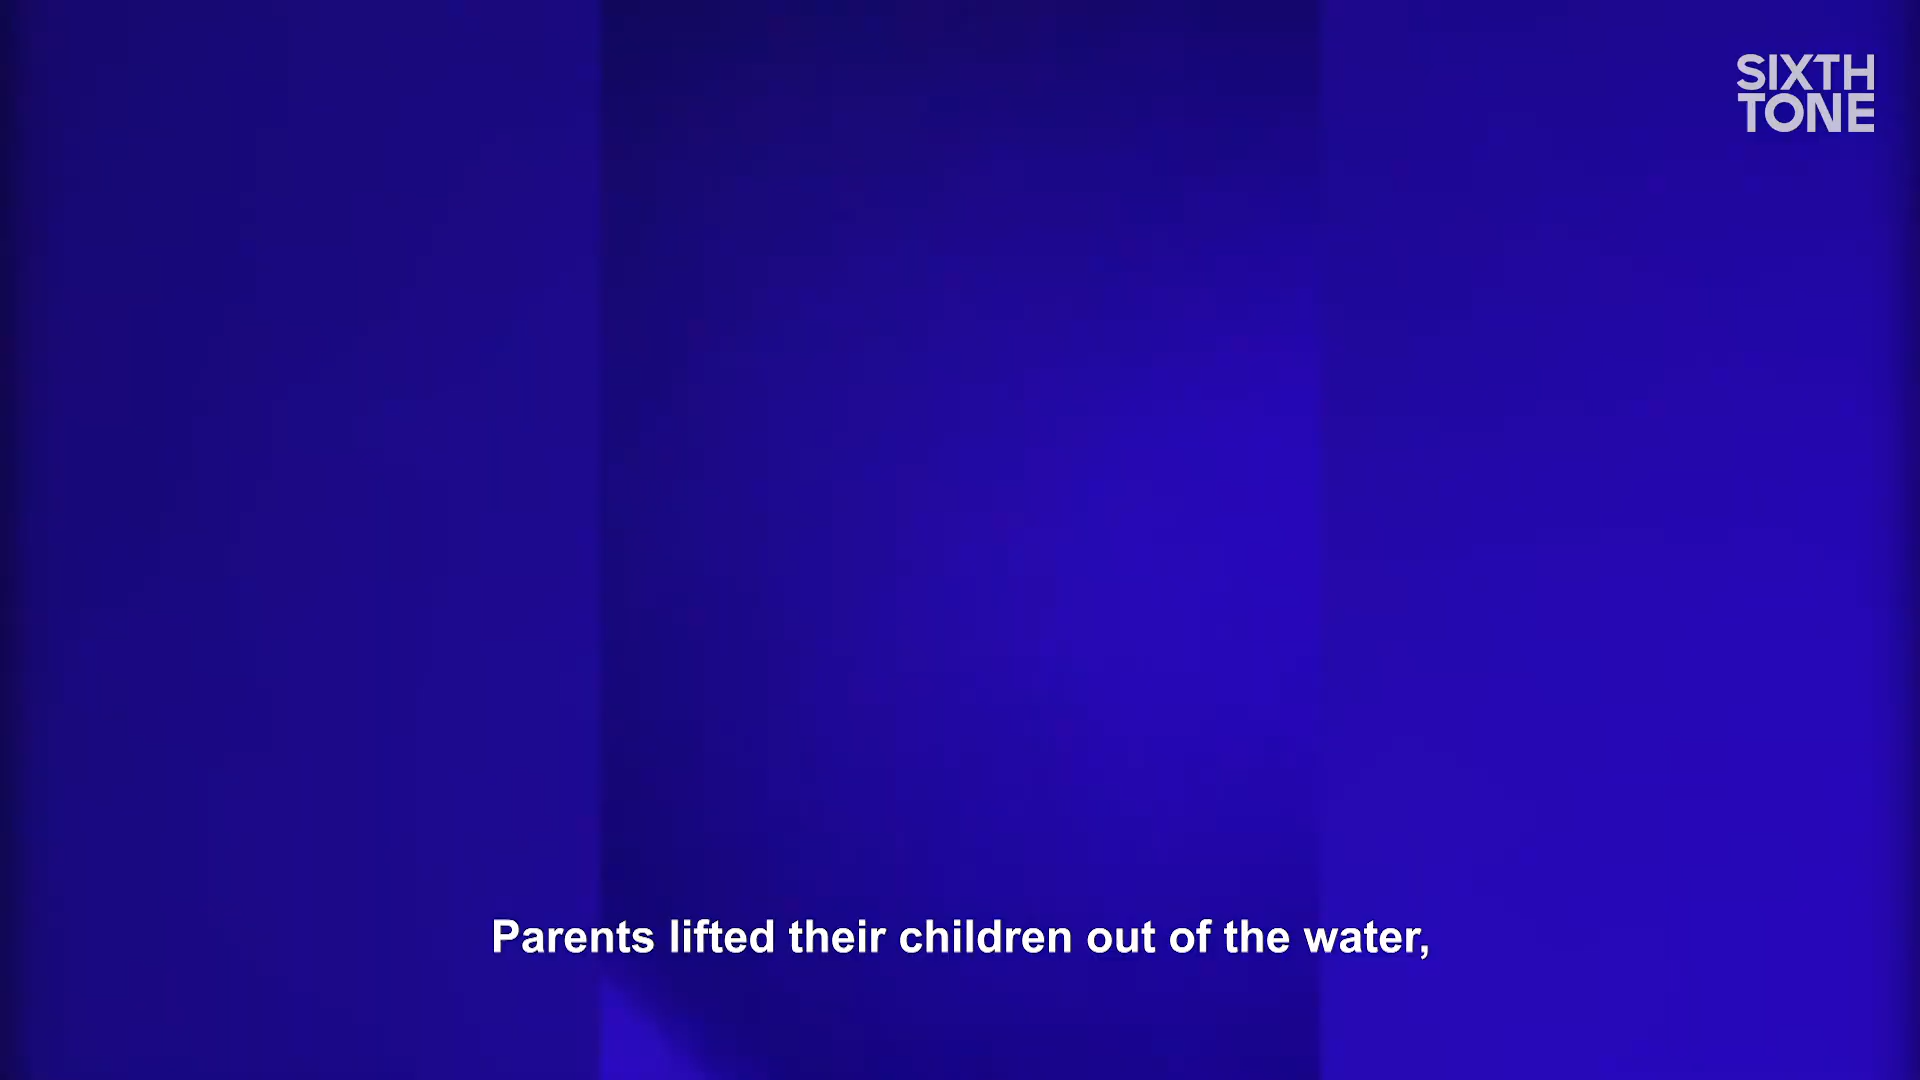 SIXTH
TONE
Parents lifted their children out of the water,